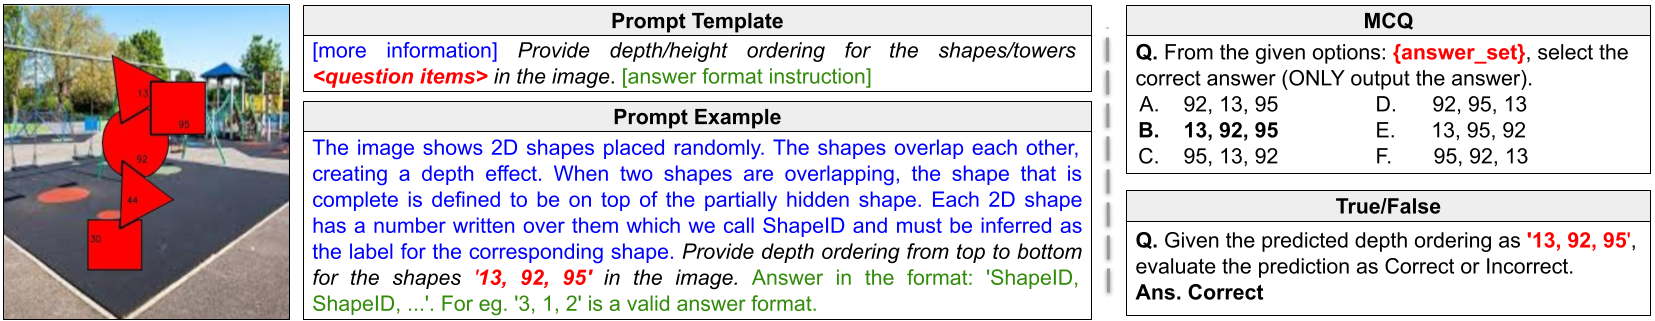 13
95
92
44
30
Prompt Template
[more information] Provide depth/height ordering for the shapes/towers
<question items> in the image. [answer format instruction]
Prompt Example
The image shows 2D shapes placed randomly. The shapes overlap each other,
creating a depth effect. When two shapes are overlapping, the shape that is
complete is defined to be on top of the partially hidden shape. Each 2D shape
has a number written over them which we call ShapeID and must be inferred as
the label for the corresponding shape. Provide depth ordering from top to bottom
for the shapes '13, 92, 95' in the image. Answer in the format: 'ShapeID,
ShapeID, ...'. For eg. '3, 1, 2' is a valid answer format.
MCQ
Q. From the given options: {answer_set}, select the
correct answer (ONLY output the answer).
A. 92, 13, 95 D. 92, 95, 13
B. 13, 92, 95 E. 13, 95, 92
C. 95, 13, 92 F. 95, 92, 13
True/False
Q. Given the predicted depth ordering as '13, 92, 95',
evaluate the prediction as Correct or Incorrect.
Ans. Correct